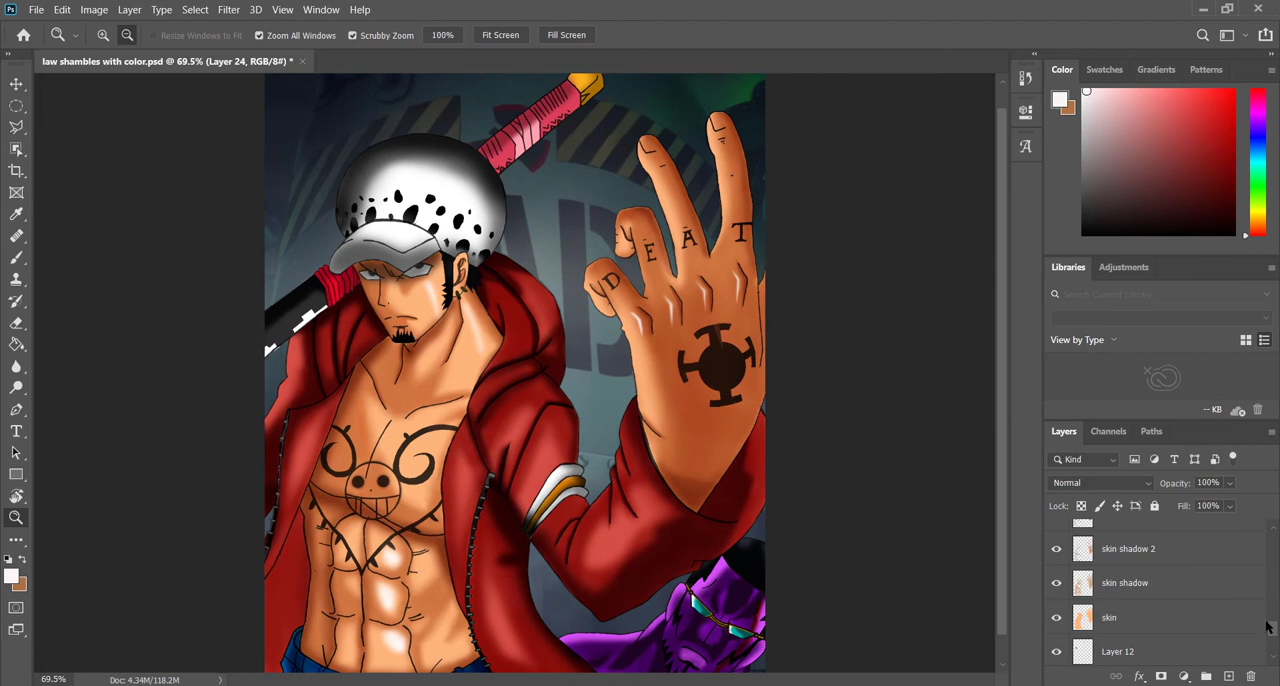 Ps File Edit Image Layer Type Select Filter 3D View Window Help
Resize Windows to Fit Zoom All Windows Scrubby Zoom 100% Fit Screen Fill Screen
law shambles with color.psd @ 69.5% (Layer 24, RGB/8#) * ×
Color Swatches Gradients Patterns
D E A T
Libraries Adjustments
Search Current Library
View by Type
-- KB
Layers Channels Paths
Kind
Normal Opacity: 100%
Lock: Fill: 100%
skin shadow 2
skin shadow
skin
Layer 12
69.5% Doc: 4.34M/118.2M